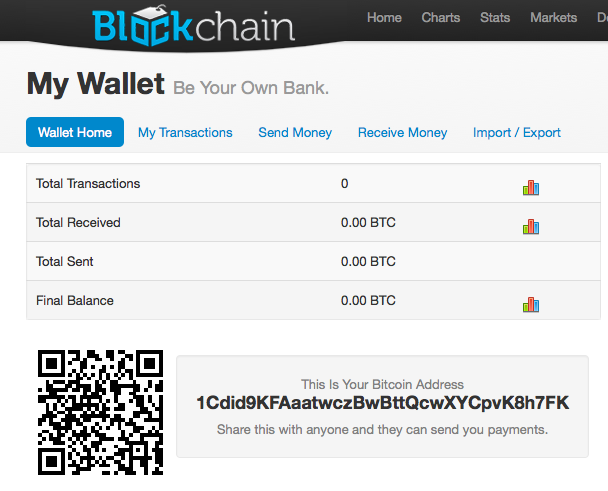 Blockchain
Home Charts Stats Markets
My Wallet Be Your Own Bank.
Wallet Home My Transactions Send Money Receive Money Import / Export
Total Transactions 0
Total Received 0.00 BTC
Total Sent 0.00 BTC
Final Balance 0.00 BTC
This Is Your Bitcoin Address
1Cdid9KFAaatwczBwBttQcwXYCpvK8h7FK
Share this with anyone and they can send you payments.